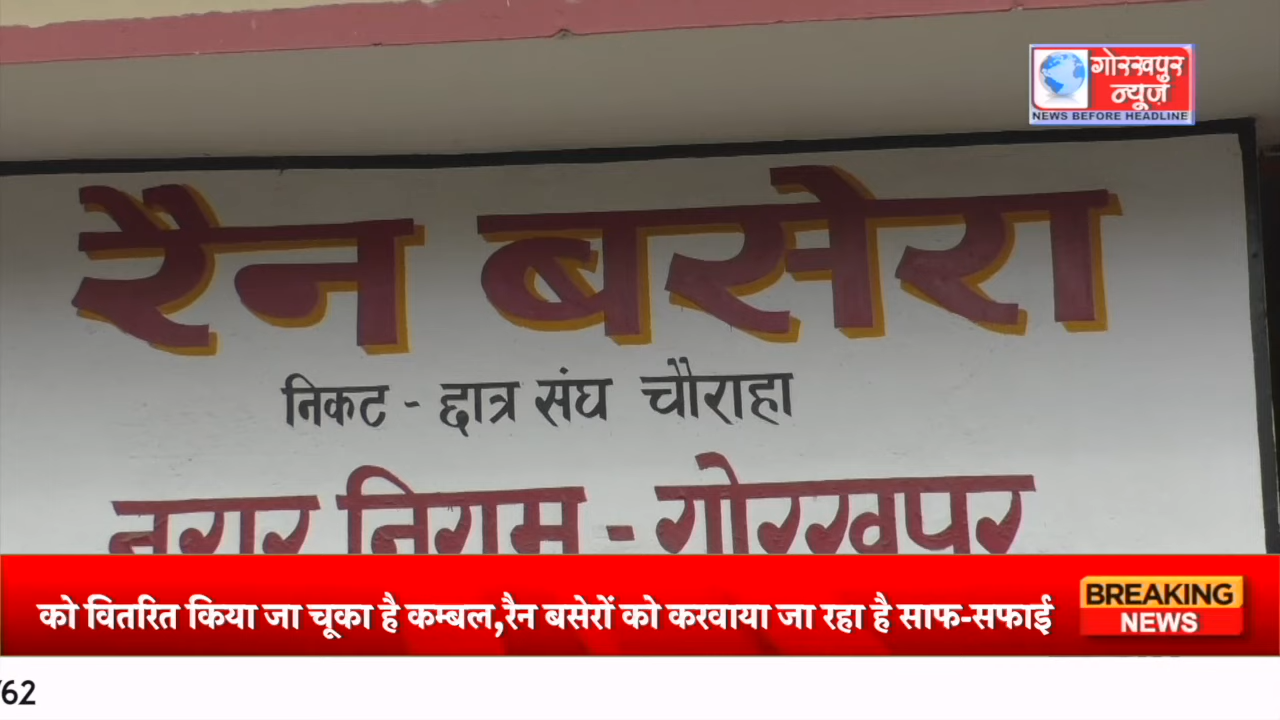 गोरखपुर
न्यूज़
NEWS BEFORE HEADLINE
रैन बसेरा
निकट - छात्र संघ चौराहा
नगर निगम - गोरखपुर
को वितरित किया जा चूका है कम्बल,रैन बसेरों को करवाया जा रहा है साफ-सफाई
BREAKING
NEWS
/62